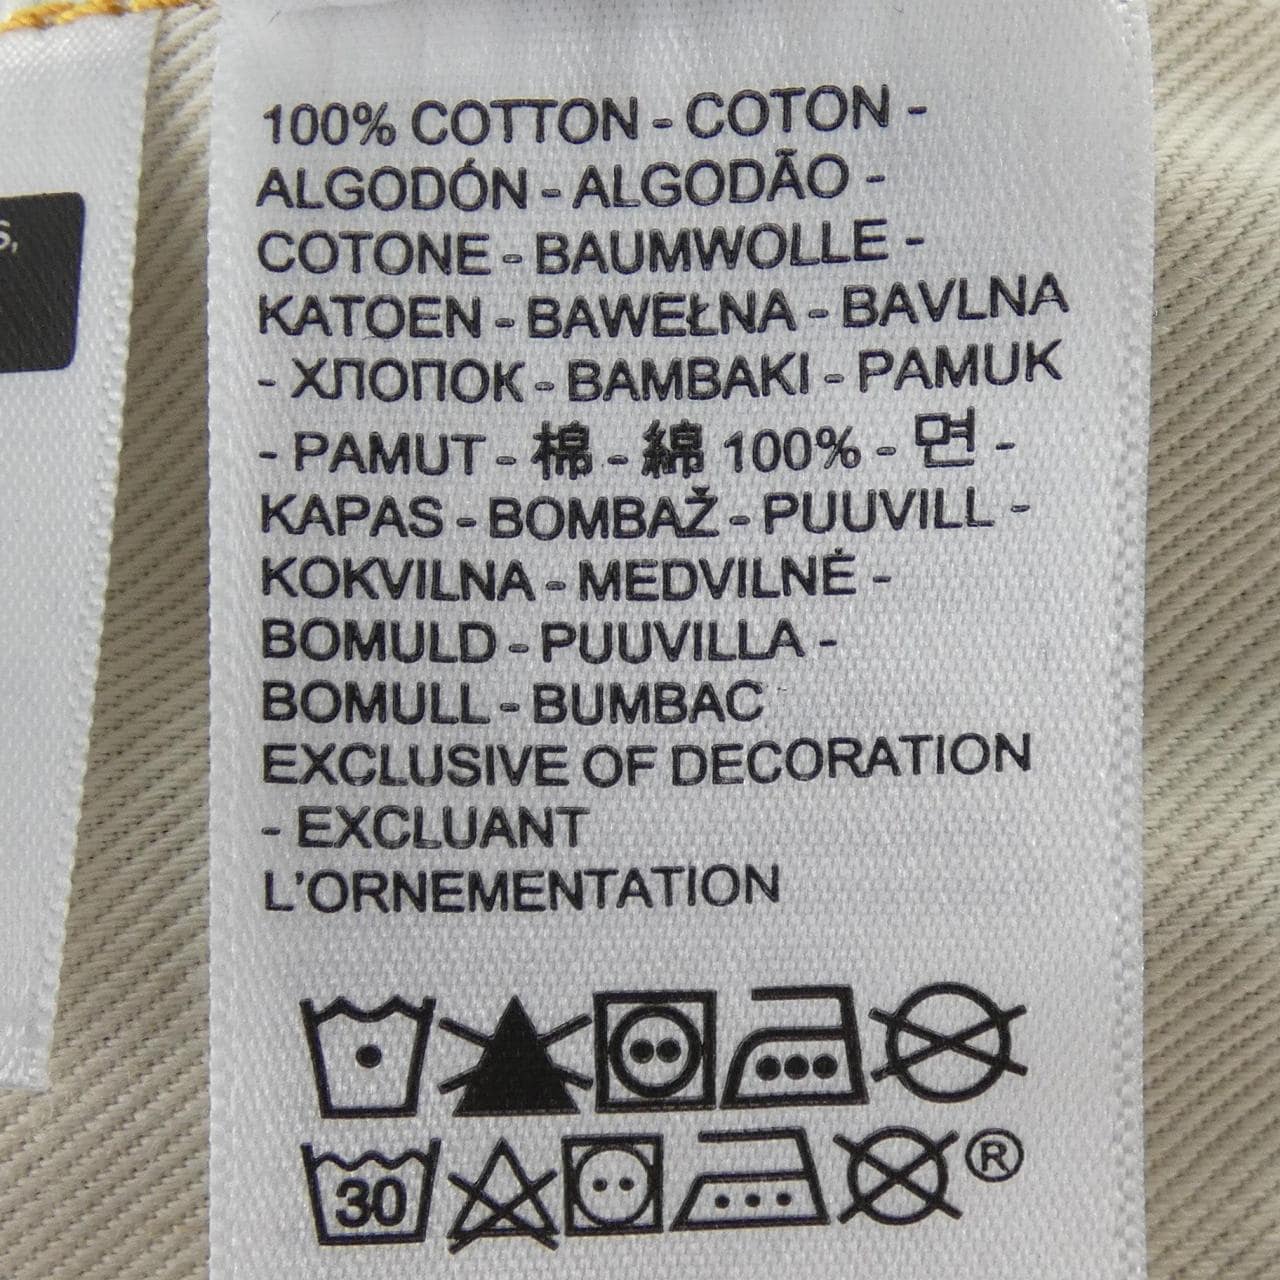 S,
100% COTTON - COTON -
ALGODÓN - ALGODÃO -
COTONE - BAUMWOLLE -
KATOEN - BAWEŁNA - BAVLNA
- ХЛОПОК - BAMBAKI - PAMUK
- PAMUT - 棉 - 綿 100% - 면 -
KAPAS - BOMBAŽ - PUUVILL -
KOKVILNA - MEDVILNĖ -
BOMULD - PUUVILLA -
BOMULL - BUMBAC
EXCLUSIVE OF DECORATION
- EXCLUANT
L'ORNEMENTATION
30 ®